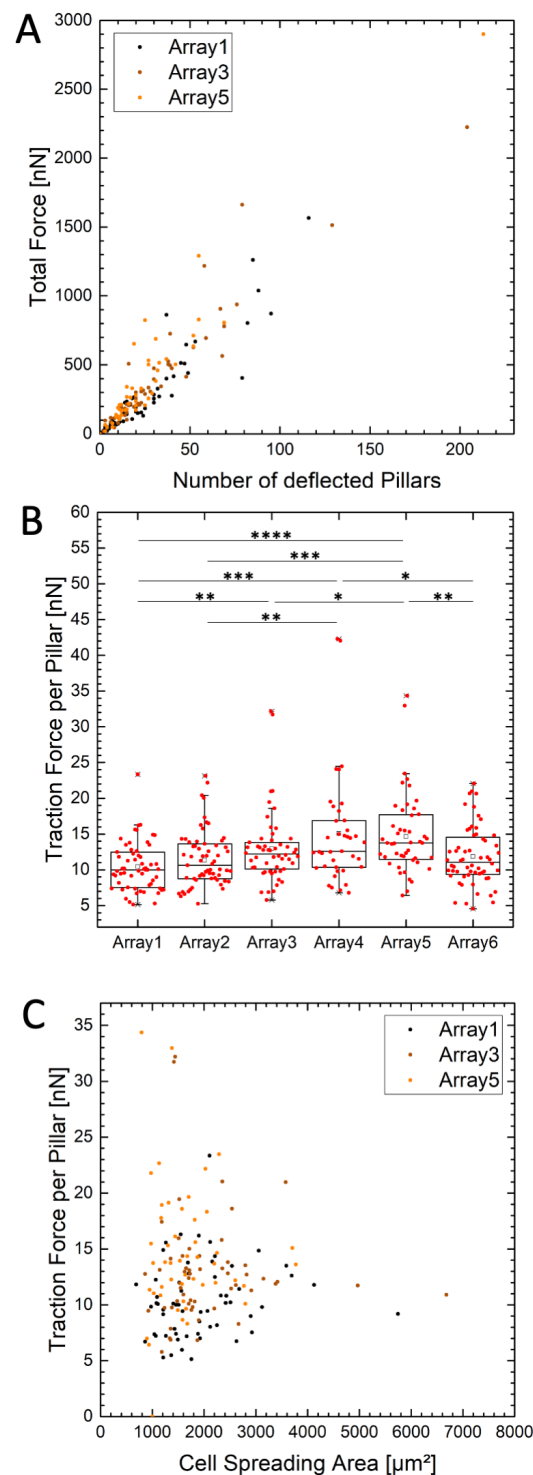 A
3000
2500
2000
1500
1000
500
0
Total Force [nN]
Array1
Array3
Array5
0 50 100 150 200
Number of deflected Pillars
B
60
55
50
45
40
35
30
25
20
15
10
5
Traction Force per Pillar [nN]
****
***
*** *
** * **
**
Array1 Array2 Array3 Array4 Array5 Array6
C
35
30
25
20
15
10
5
0
Traction Force per Pillar [nN]
Array1
Array3
Array5
0 1000 2000 3000 4000 5000 6000 7000 8000
Cell Spreading Area [µm²]